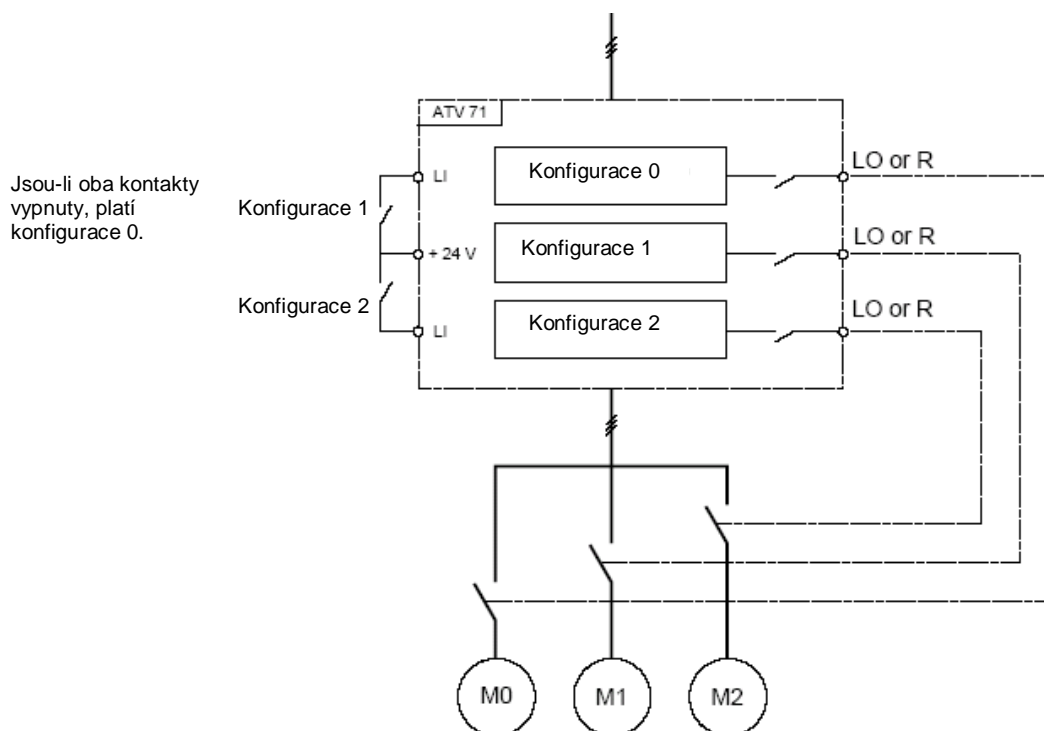 ATV 71
Jsou-li oba kontakty
vypnuty, platí
konfigurace 0.
Konfigurace 1
Konfigurace 2
LI
+ 24 V
LI
Konfigurace 0
Konfigurace 1
Konfigurace 2
LO or R
LO or R
LO or R
M0
M1
M2